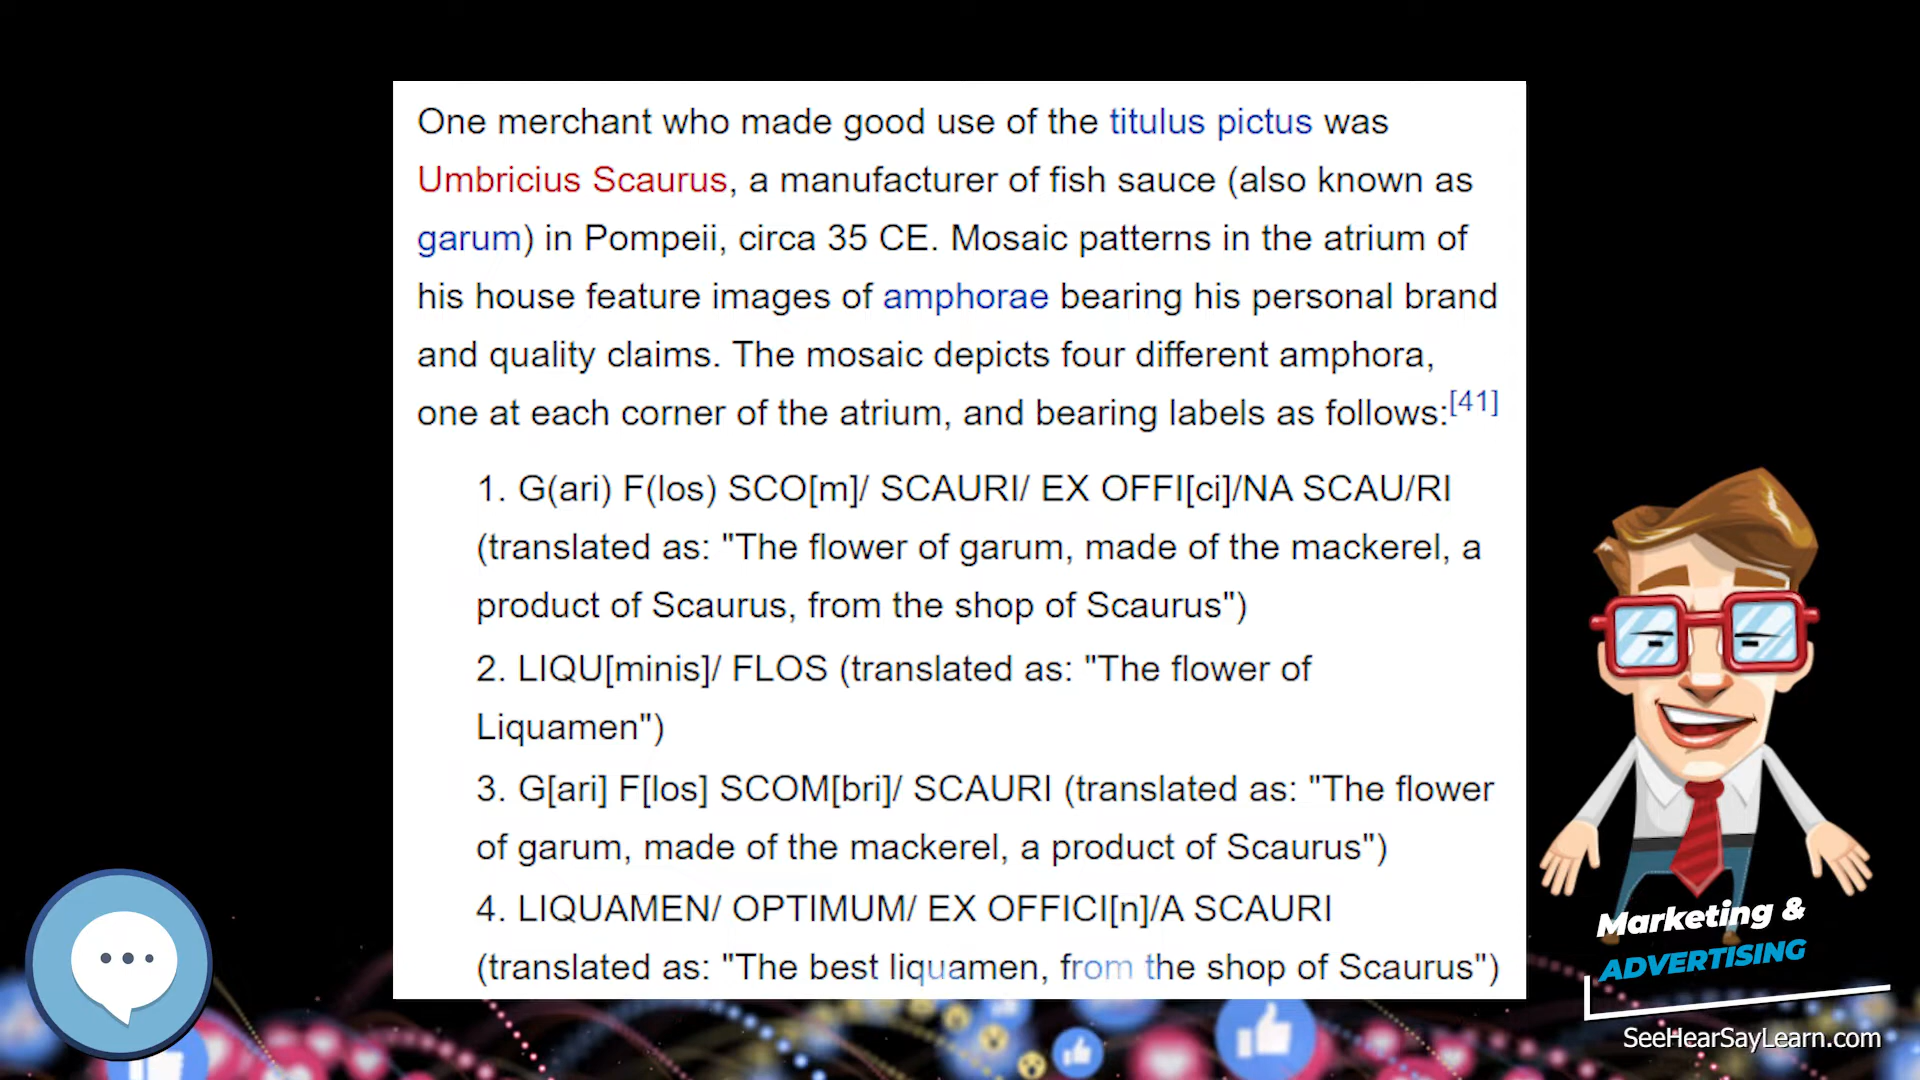 One merchant who made good use of the titulus pictus was
Umbricius Scaurus, a manufacturer of fish sauce (also known as
garum) in Pompeii, circa 35 CE. Mosaic patterns in the atrium of
his house feature images of amphorae bearing his personal brand
and quality claims. The mosaic depicts four different amphora,
one at each corner of the atrium, and bearing labels as follows:[41]
1. G(ari) F(los) SCO[m]/ SCAURI/ EX OFFI[ci]/NA SCAU/RI
(translated as: "The flower of garum, made of the mackerel, a
product of Scaurus, from the shop of Scaurus")
2. LIQU[minis]/ FLOS (translated as: "The flower of
Liquamen")
3. G[ari] F[los] SCOM[bri]/ SCAURI (translated as: "The flower
of garum, made of the mackerel, a product of Scaurus")
4. LIQUAMEN/ OPTIMUM/ EX OFFICI[n]/A SCAURI
(translated as: "The best liquamen, from the shop of Scaurus")
Marketing &
ADVERTISING
SeeHearSayLearn.com